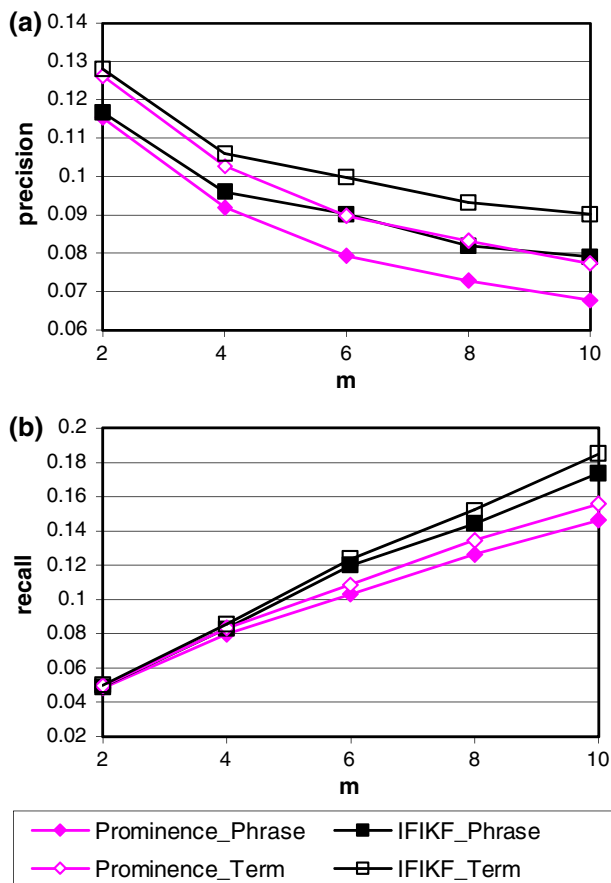 (a)
0.14
0.13
0.12
0.11
0.1
0.09
0.08
0.07
0.06
precision
2 4 6 8 10
m
(b)
0.2
0.18
0.16
0.14
0.12
0.1
0.08
0.06
0.04
0.02
recall
2 4 6 8 10
m
Prominence_Phrase IFIKF_Phrase
Prominence_Term IFIKF_Term